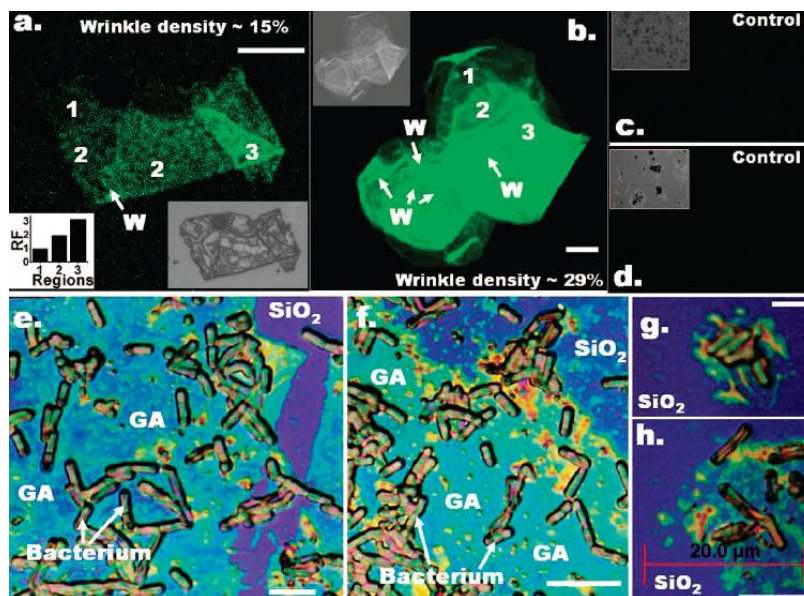 a.
Wrinkle density ~ 15%
1
2
2
3
W
RF
3
2
1
0
1 2 3
Regions
b.
1
2
3
W
W
W
Wrinkle density ~ 29%
Control
c.
Control
d.
e.
SiO2
GA
GA
Bacterium
f.
SiO2
GA
GA
GA
Bacterium
g.
SiO2
h.
20.0 µm
SiO2